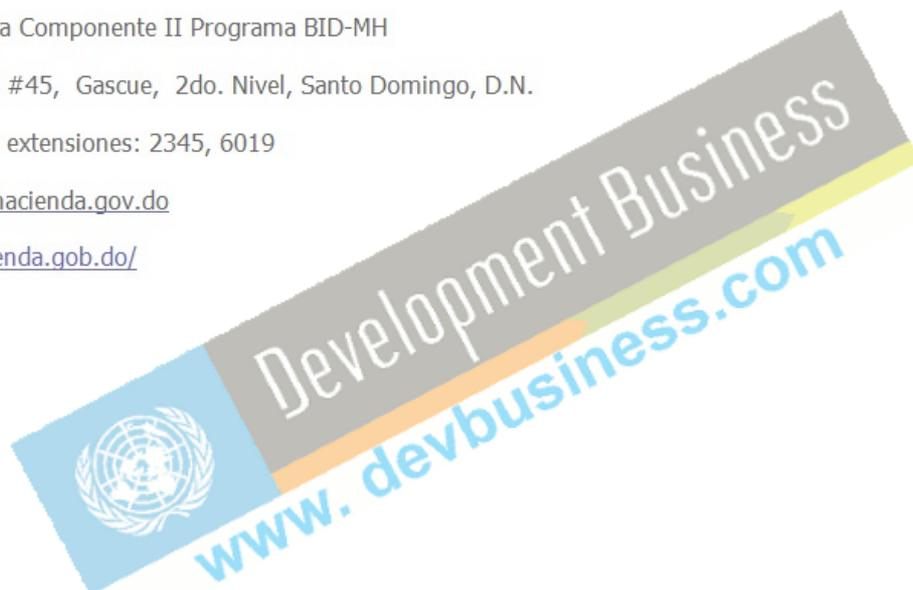 a Componente II Programa BID-MH
#45, Gascue, 2do. Nivel, Santo Domingo, D.N.
extensiones: 2345, 6019
nacienda.gov.do
enda.gob.do/
Development Business
www. devbusiness.com